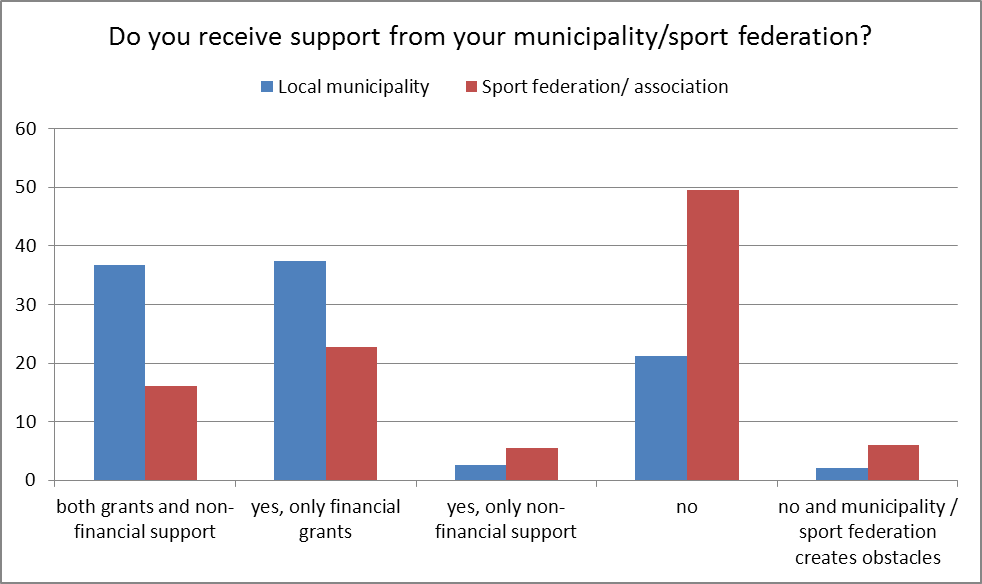 Do you receive support from your municipality/sport federation?
Local municipality
Sport federation/ association
60
50
40
30
20
10
0
both grants and non-
financial support
yes, only financial
grants
yes, only non-
financial support
no
no and municipality /
sport federation
creates obstacles